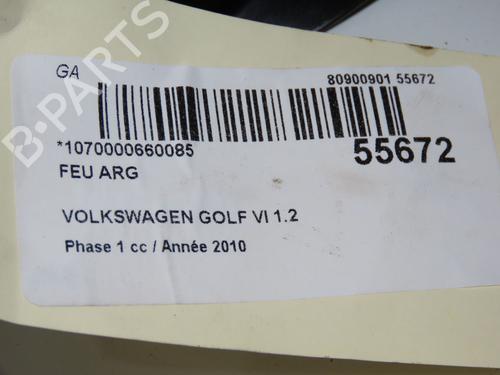 GA
80900901 55672
*1070000660085
55672
FEU ARG
VOLKSWAGEN GOLF VI 1.2
Phase 1 cc / Année 2010
B-PARTS